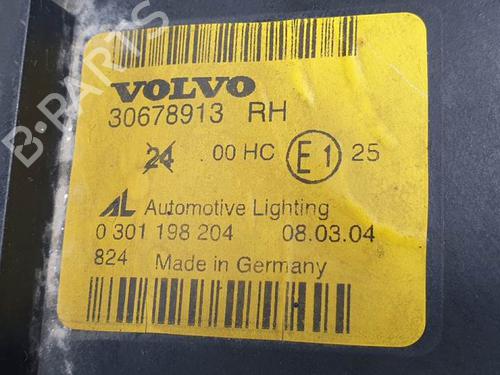 B-PARTS
VOLVO
30678913 RH
24 .00 HC E1 25
AL Automotive Lighting
0 301 198 204 08.03.04
824 Made in Germany